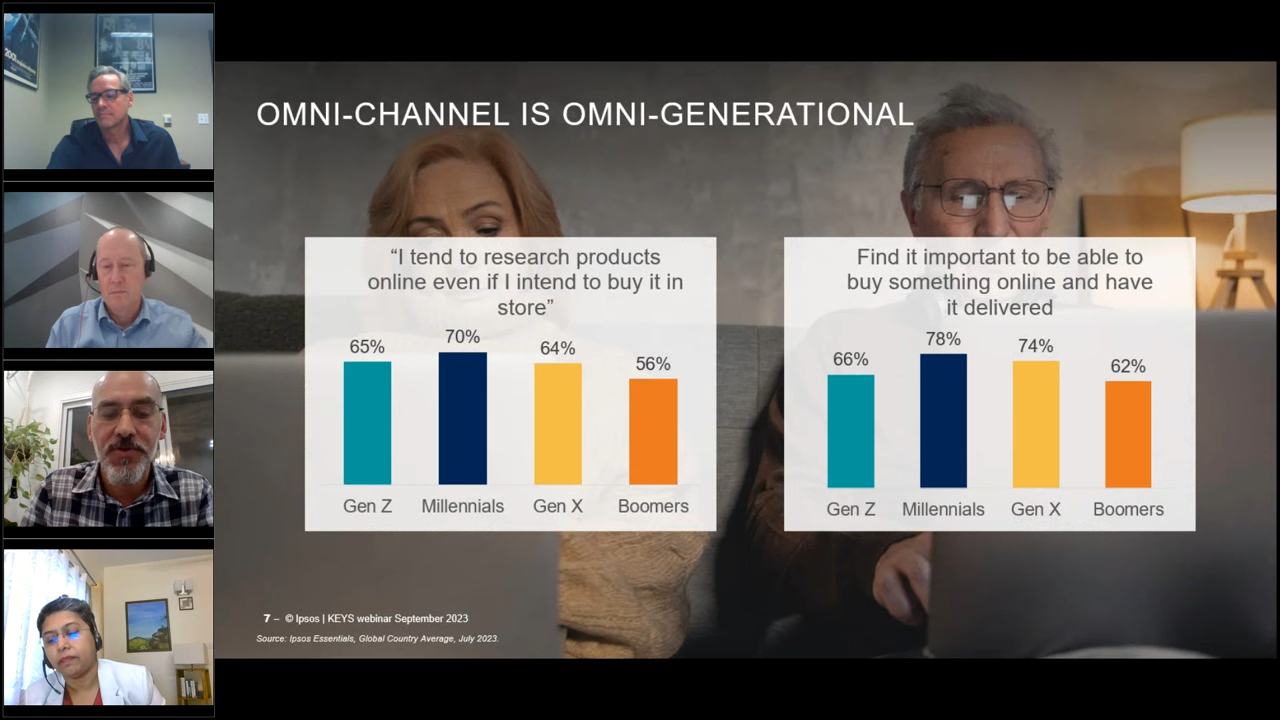 OMNI-CHANNEL IS OMNI-GENERATIONAL
“I tend to research products
online even if I intend to buy it in
store”
65%
70%
64%
56%
Gen Z
Millennials
Gen X
Boomers
Find it important to be able to
buy something online and have
it delivered
66%
78%
74%
62%
Gen Z
Millennials
Gen X
Boomers
7 – © Ipsos | KEYS webinar September 2023
Source: Ipsos Essentials, Global Country Average, July 2023.